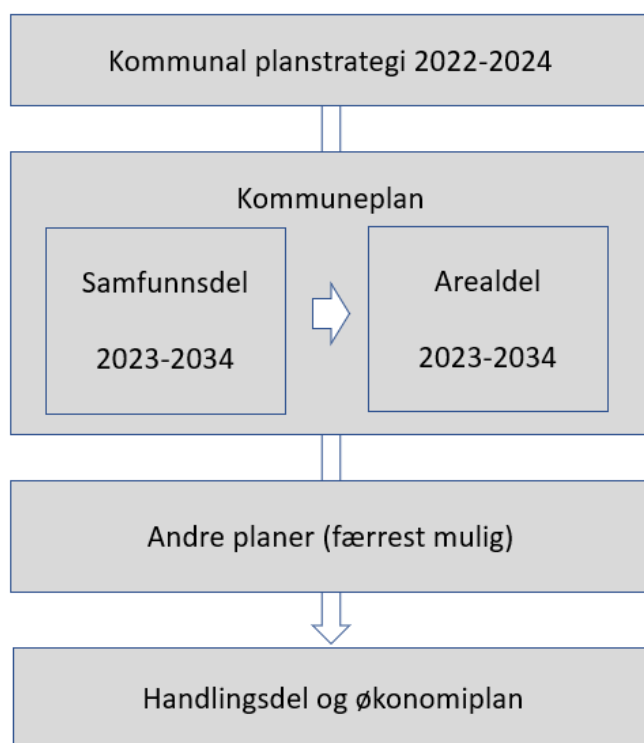 Kommunal planstrategi 2022-2024
Kommuneplan
Samfunnsdel
2023-2034
Arealdel
2023-2034
Andre planer (færrest mulig)
Handlingsdel og økonomiplan